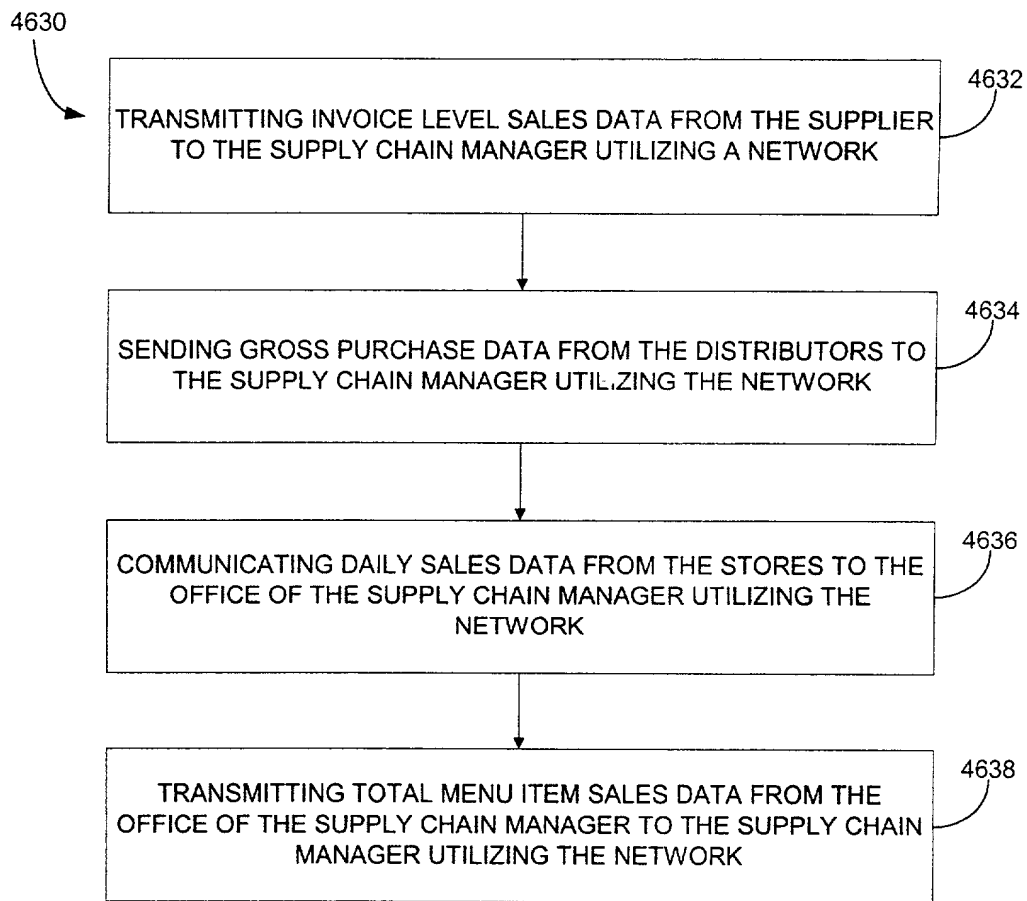 4630
4632
TRANSMITTING INVOICE LEVEL SALES DATA FROM THE SUPPLIER
TO THE SUPPLY CHAIN MANAGER UTILIZING A NETWORK
4634
SENDING GROSS PURCHASE DATA FROM THE DISTRIBUTORS TO
THE SUPPLY CHAIN MANAGER UTILIZING THE NETWORK
4636
COMMUNICATING DAILY SALES DATA FROM THE STORES TO THE
OFFICE OF THE SUPPLY CHAIN MANAGER UTILIZING THE
NETWORK
4638
TRANSMITTING TOTAL MENU ITEM SALES DATA FROM THE
OFFICE OF THE SUPPLY CHAIN MANAGER TO THE SUPPLY CHAIN
MANAGER UTILIZING THE NETWORK